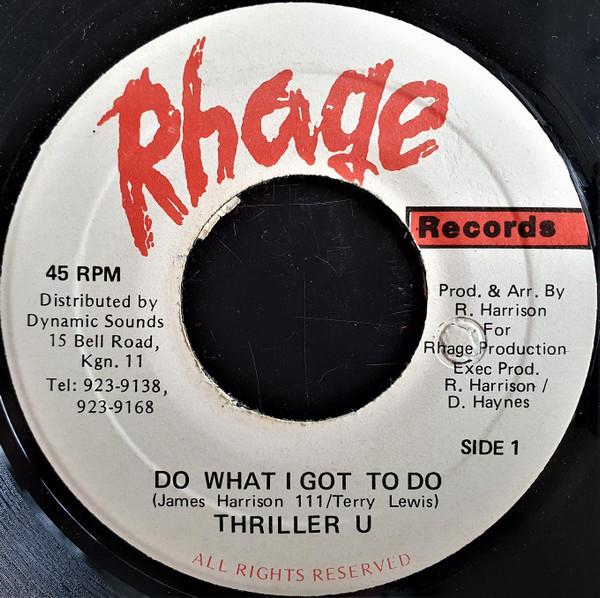 Rhage
Records
45 RPM
Distributed by
Dynamic Sounds
15 Bell Road,
Kgn. 11
Tel: 923-9138,
923-9168
Prod. & Arr. By
R. Harrison
For
Rhage Production
Exec Prod.
R. Harrison /
D. Haynes
SIDE 1
DO WHAT I GOT TO DO
(James Harrison 111/Terry Lewis)
THRILLER U
ALL RIGHTS RESERVED